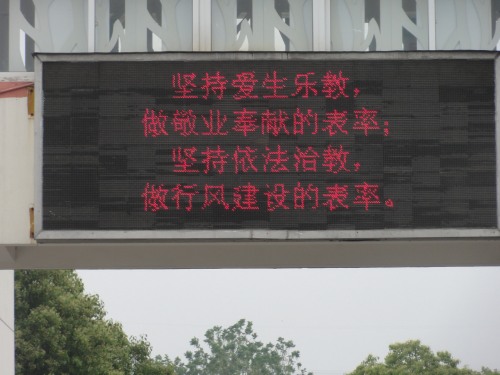 坚持爱生乐教，
做敬业奉献的表率；
坚持依法治教，
做行风建设的表率。